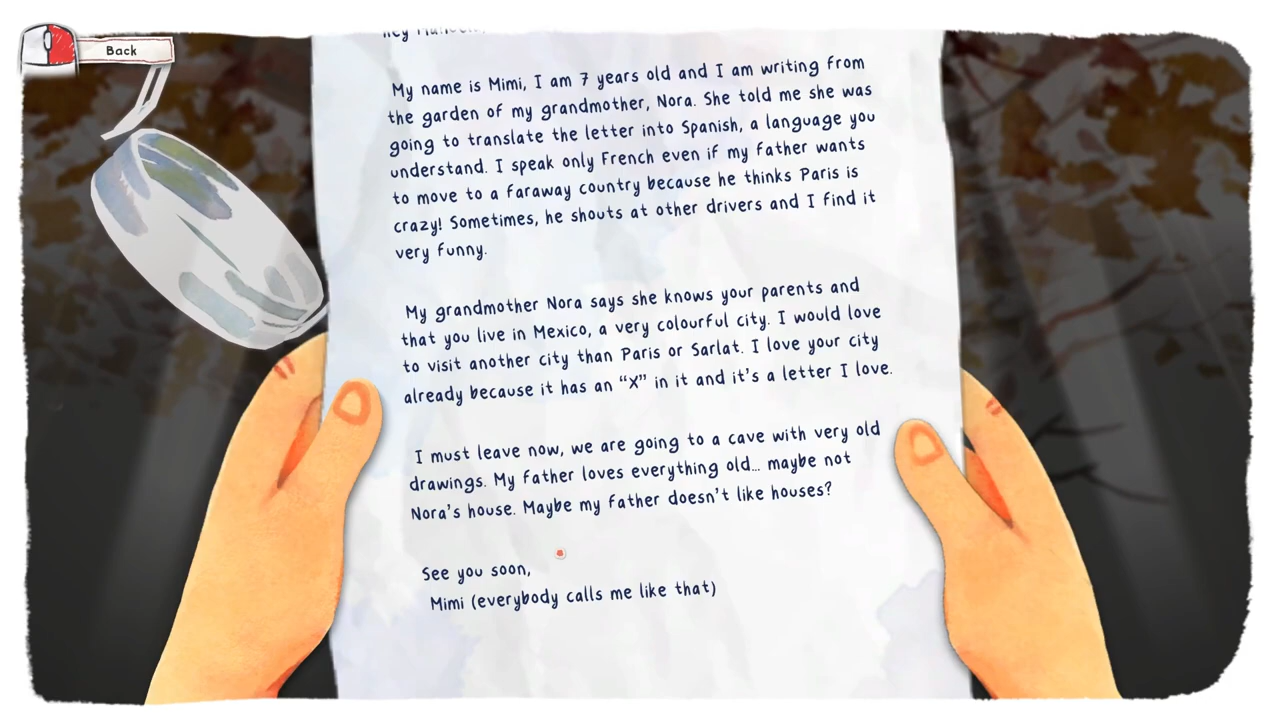 Back
My name is Mimi, I am 7 years old and I am writing from
the garden of my grandmother, Nora. She told me she was
going to translate the letter into Spanish, a language you
understand. I speak only French even if my father wants
to move to a faraway country because he thinks Paris is
crazy! Sometimes, he shouts at other drivers and I find it
very funny.
My grandmother Nora says she knows your parents and
that you live in Mexico, a very colourful city. I would love
to visit another city than Paris or Sarlat. I love your city
already because it has an “X” in it and it’s a letter I love.
I must leave now, we are going to a cave with very old
drawings. My father loves everything old... maybe not
Nora’s house. Maybe my father doesn’t like houses?
See you soon,
Mimi (everybody calls me like that)